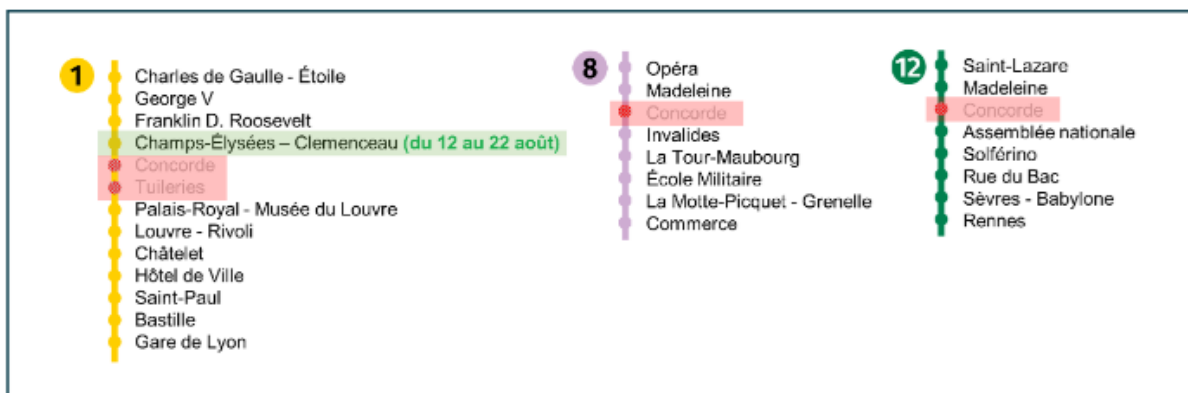 1
Charles de Gaulle - Étoile
George V
Franklin D. Roosevelt
Champs-Élysées – Clemenceau (du 12 au 22 août)
Concorde
Tuileries
Palais-Royal - Musée du Louvre
Louvre - Rivoli
Châtelet
Hôtel de Ville
Saint-Paul
Bastille
Gare de Lyon
8
Opéra
Madeleine
Concorde
Invalides
La Tour-Maubourg
École Militaire
La Motte-Picquet - Grenelle
Commerce
12
Saint-Lazare
Madeleine
Concorde
Assemblée nationale
Solférino
Rue du Bac
Sèvres - Babylone
Rennes